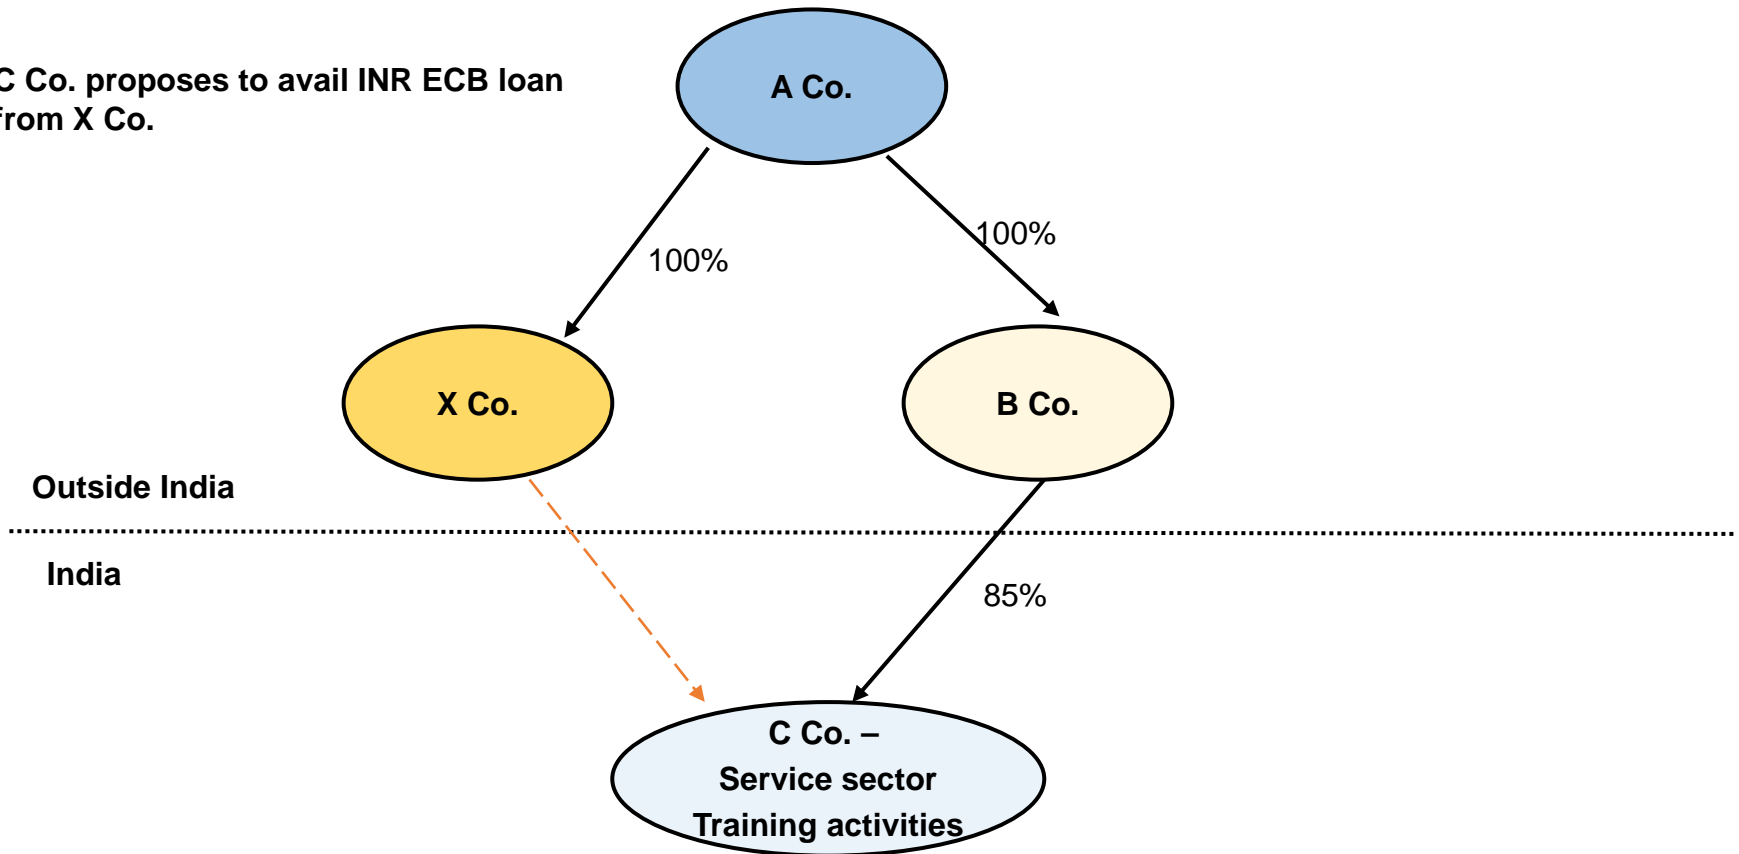 C Co. proposes to avail INR ECB loan
from X Co.
A Co.
100%
100%
X Co.
B Co.
Outside India
India
85%
C Co. –
Service sector
Training activities